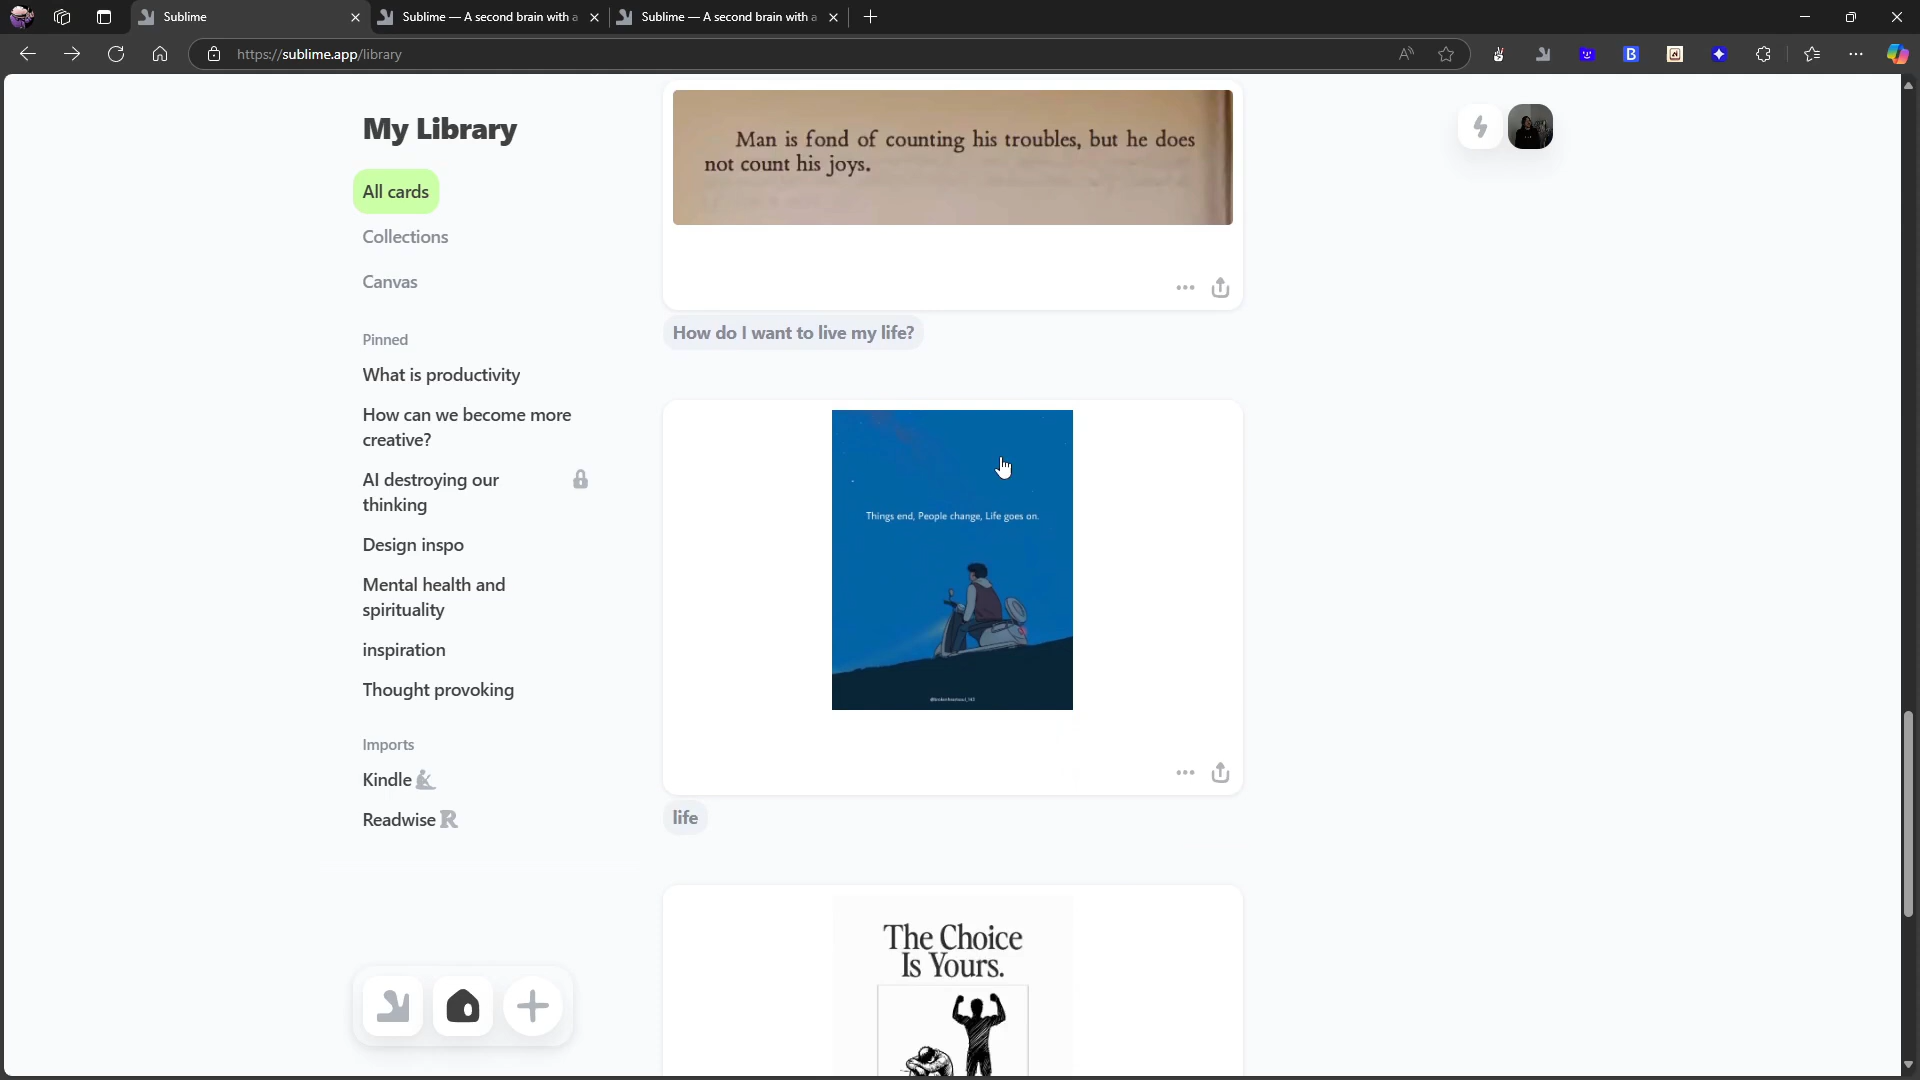 Sublime
Sublime — A second brain with a
Sublime — A second brain with a
https://sublime.app/library
My Library
All cards
Collections
Canvas
Pinned
What is productivity
How can we become more
creative?
AI destroying our
thinking
Design inspo
Mental health and
spirituality
inspiration
Thought provoking
Imports
Kindle
Readwise R
Man is fond of counting his troubles, but he does
not count his joys.
How do I want to live my life?
Things end, People change, Life goes on.
life
The Choice
Is Yours.